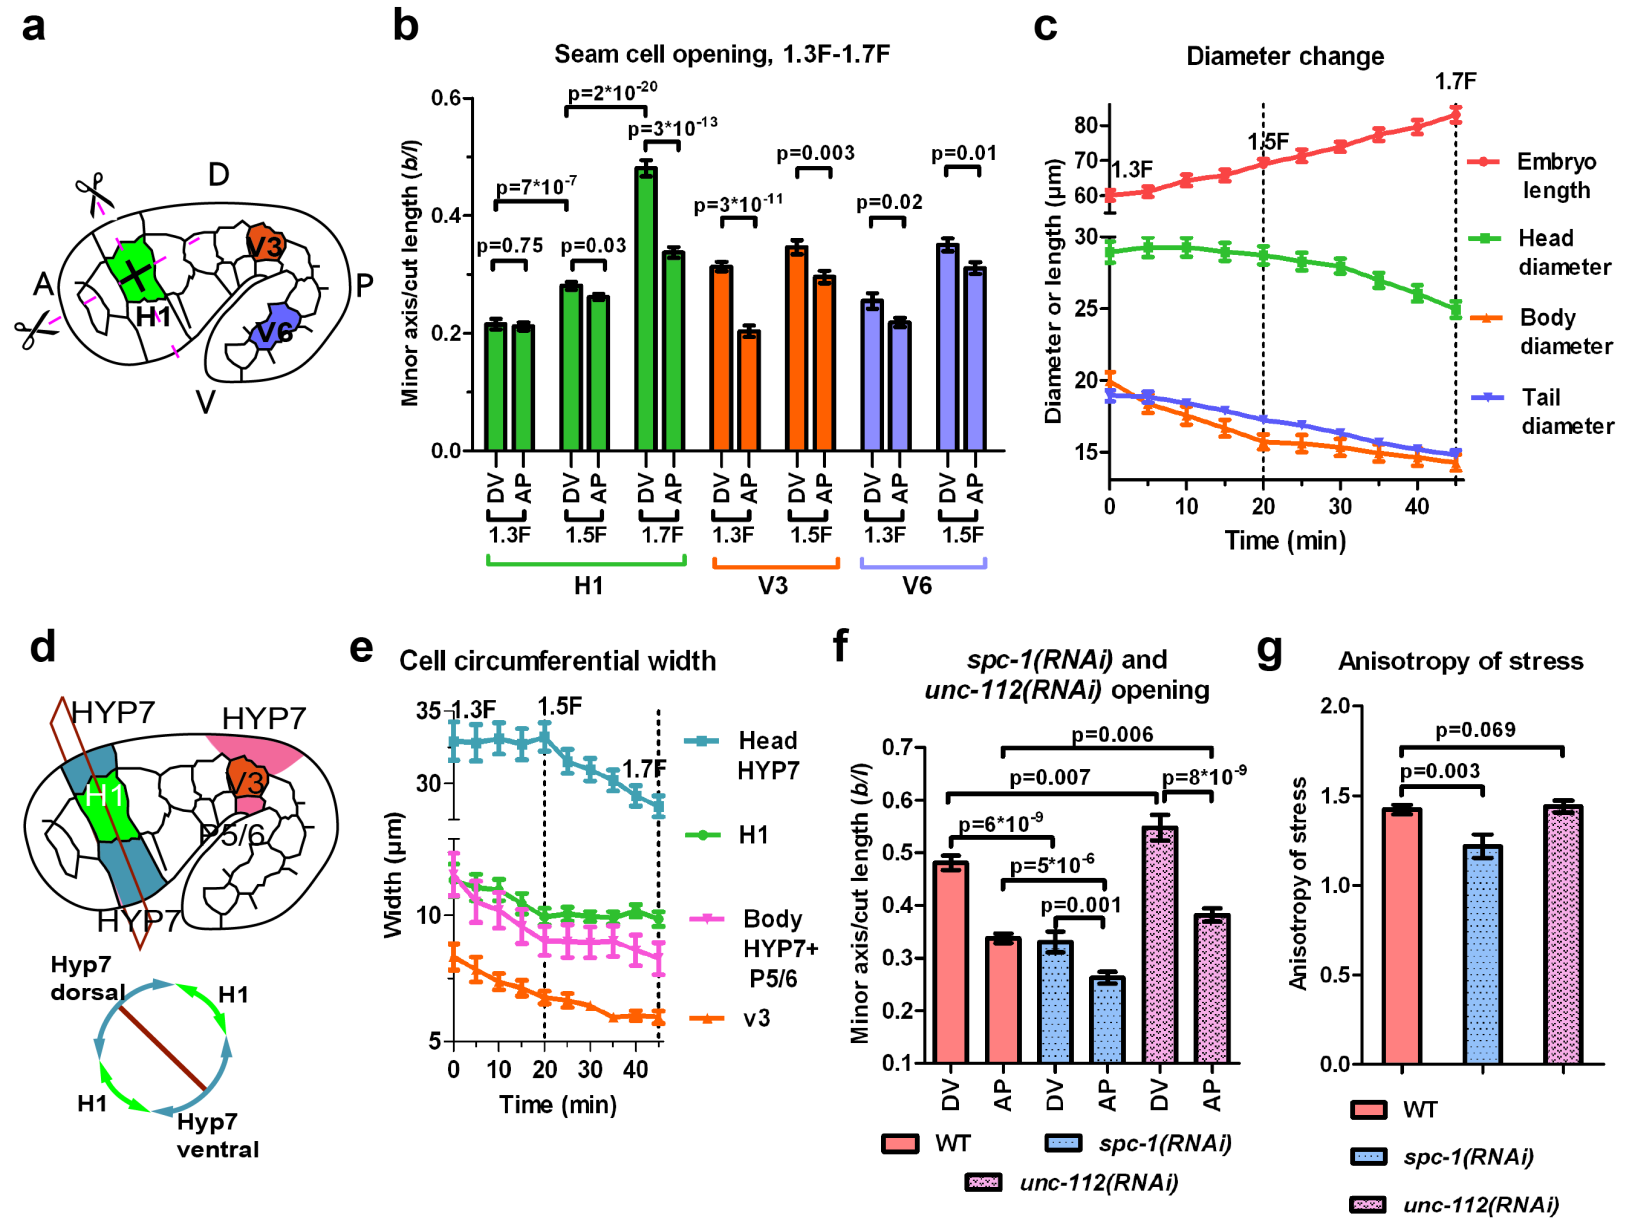 a
D
A
P
V
H1
V3
V6
b
Seam cell opening, 1.3F-1.7F
Minor axis/cut length (b/l)
0.6
0.4
0.2
0.0
p=0.75
p=7*10-7
p=0.03
p=2*10-20
p=3*10-13
p=3*10-11
p=0.003
p=0.02
p=0.01
DV AP DV AP DV AP DV AP DV AP DV AP DV AP
1.3F 1.5F 1.7F 1.3F 1.5F 1.3F 1.5F
H1 V3 V6
c
Diameter change
Diameter or length (µm)
80
70
60
30
25
20
15
1.3F
1.5F
1.7F
0 10 20 30 40
Time (min)
Embryo
length
Head
diameter
Body
diameter
Tail
diameter
d
HYP7
HYP7
H1
V3
P5/6
HYP7
Hyp7
dorsal
H1
H1
Hyp7
ventral
e
Cell circumferential width
Width (µm)
35
30
10
5
1.3F
1.5F
1.7F
0 10 20 30 40
Time (min)
Head
HYP7
H1
Body
HYP7+
P5/6
v3
f
spc-1(RNAi) and
unc-112(RNAi) opening
Minor axis/cut length (b/l)
0.7
0.6
0.5
0.4
0.3
0.2
0.1
p=0.006
p=0.007
p=8*10-9
p=6*10-9
p=5*10-6
p=0.001
DV AP DV AP DV AP
WT
spc-1(RNAi)
unc-112(RNAi)
g
Anisotropy of stress
Anisotropy of stress
2.0
1.5
1.0
0.5
0.0
p=0.069
p=0.003
WT
spc-1(RNAi)
unc-112(RNAi)